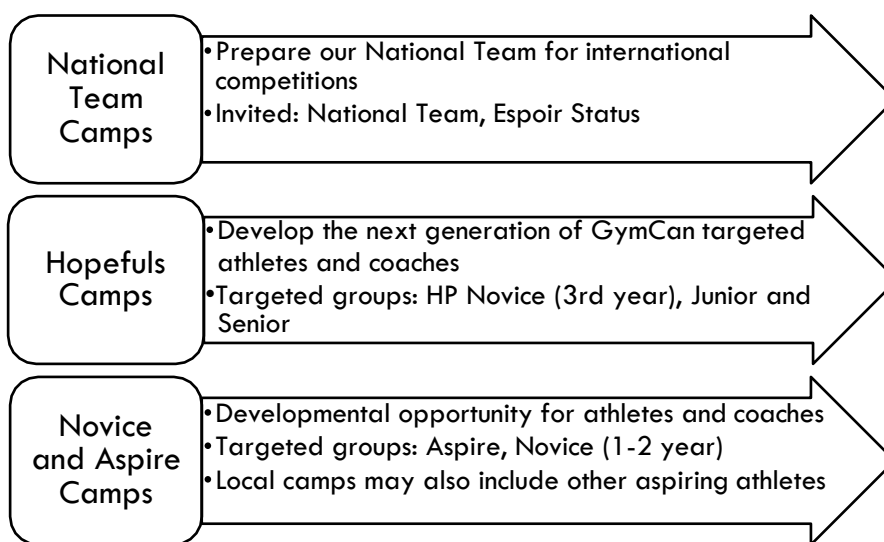 National
Team
Camps
•Prepare our National Team for international
competitions
•Invited: National Team, Espoir Status
Hopefuls
Camps
•Develop the next generation of GymCan targeted
athletes and coaches
•Targeted groups: HP Novice (3rd year), Junior and
Senior
Novice
and Aspire
Camps
•Developmental opportunity for athletes and coaches
•Targeted groups: Aspire, Novice (1-2 year)
•Local camps may also include other aspiring athletes